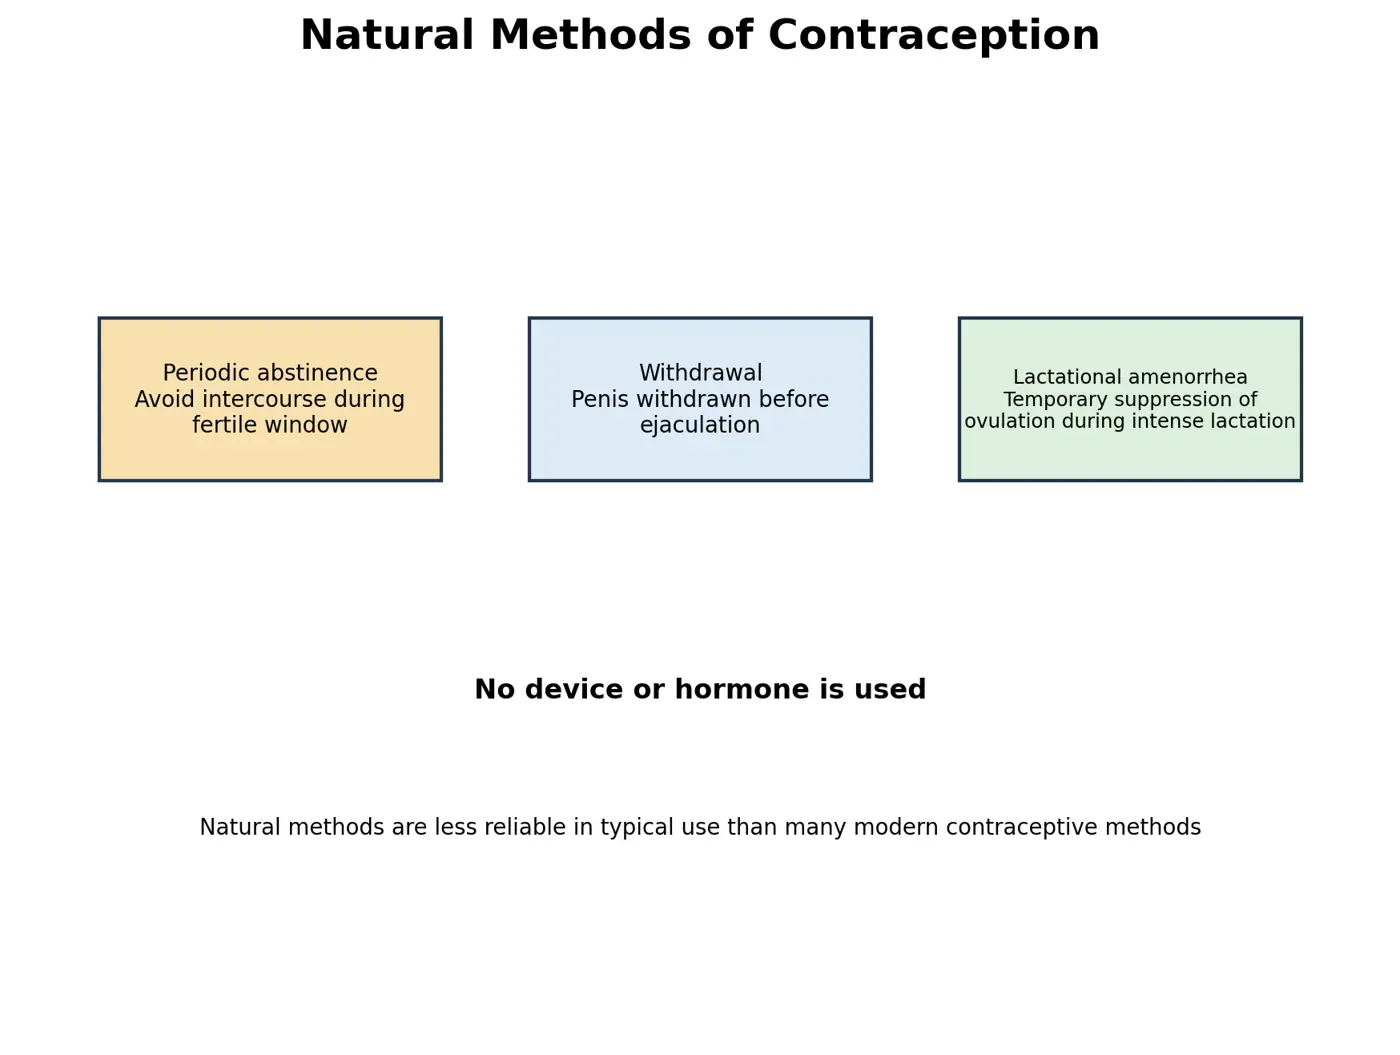 Natural Methods of Contraception
Periodic abstinence
Avoid intercourse during
fertile window
Withdrawal
Penis withdrawn before
ejaculation
Lactational amenorrhea
Temporary suppression of
ovulation during intense lactation
No device or hormone is used
Natural methods are less reliable in typical use than many modern contraceptive methods